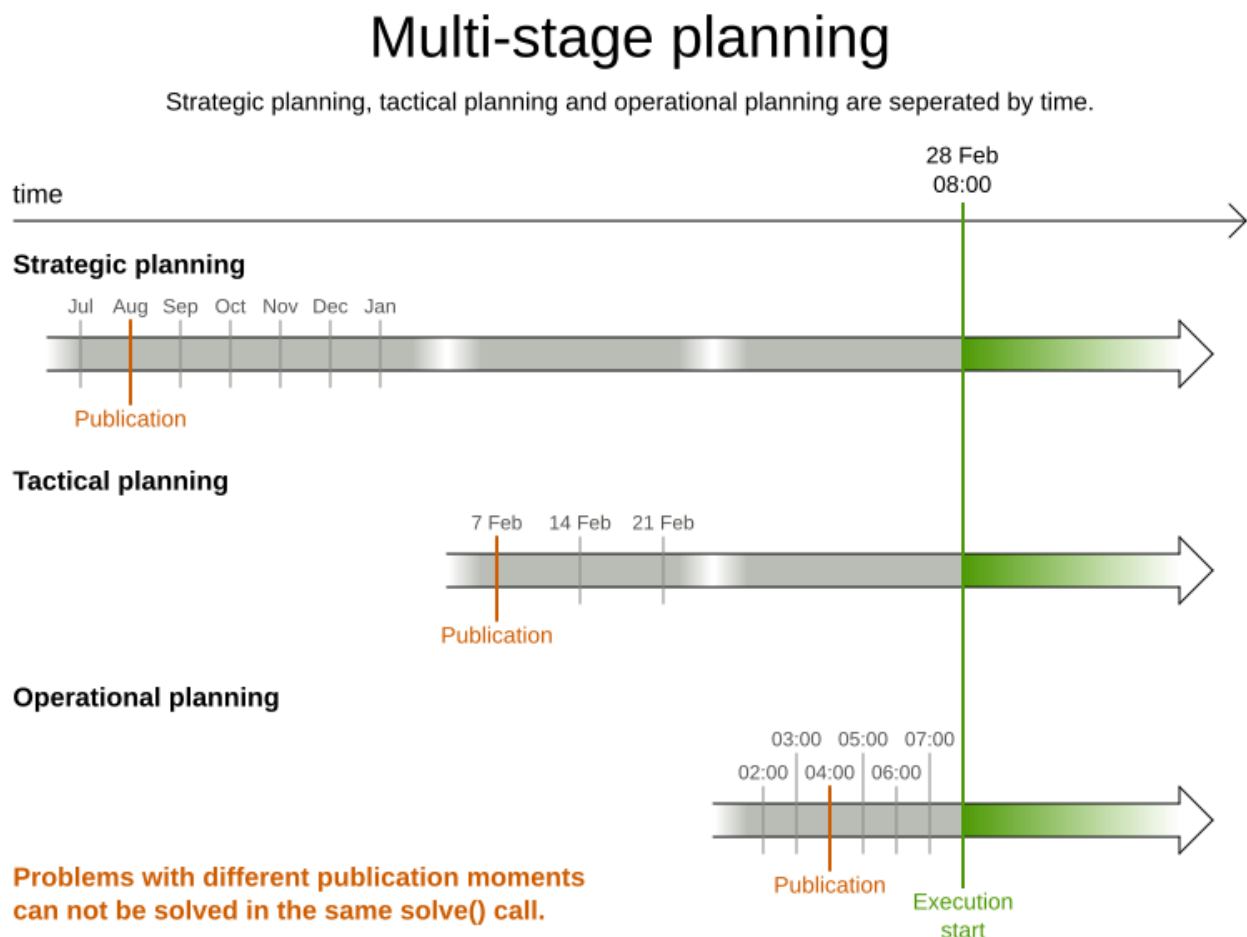 Multi-stage planning
Strategic planning, tactical planning and operational planning are seperated by time.
28 Feb
08:00
time
Strategic planning
Jul Aug Sep Oct Nov Dec Jan
Publication
Tactical planning
7 Feb 14 Feb 21 Feb
Publication
Operational planning
03:00 05:00 07:00
02:00 04:00 06:00
Publication
Execution
start
Problems with different publication moments
can not be solved in the same solve() call.